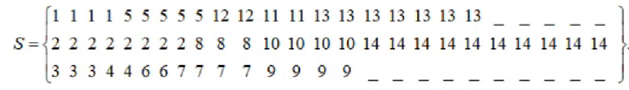 S = { 1 1 1 1 5 5 5 5 5 12 12 11 11 13 13 13 13 13 13 13 _ _ _ _ _
2 2 2 2 2 2 2 2 8 8 8 10 10 10 10 14 14 14 14 14 14 14 14 14 14
3 3 3 4 4 6 6 7 7 7 7 9 9 9 9 _ _ _ _ _ _ _ _ _ _ }.